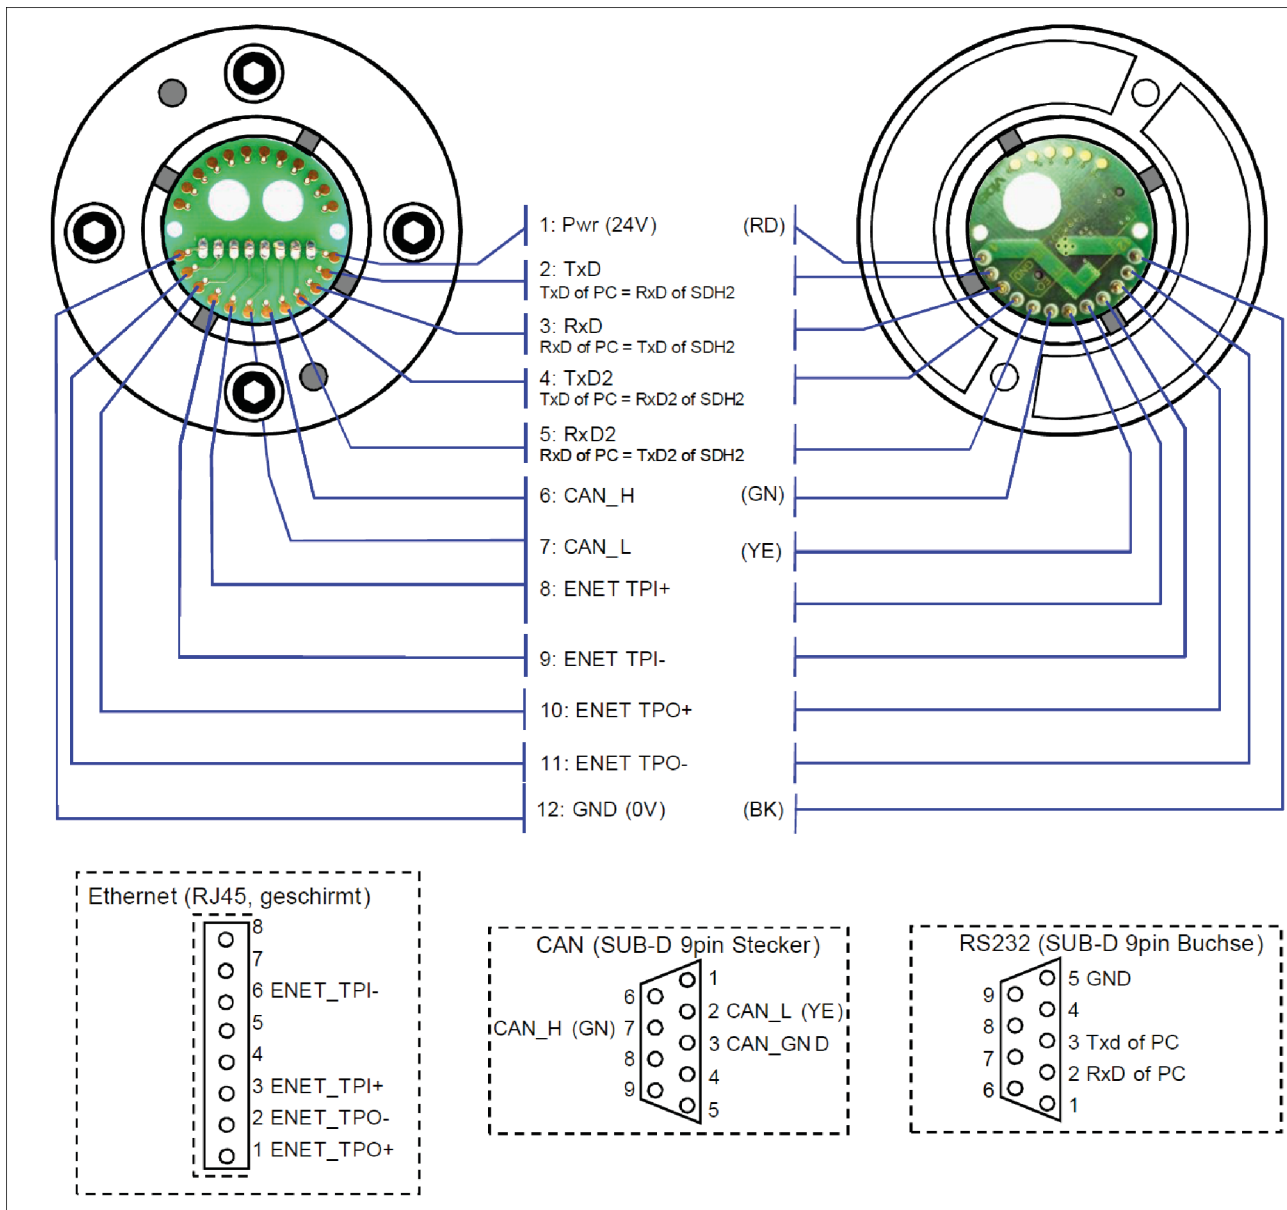 1: Pwr (24V) (RD)
2: TxD
TxD of PC = RxD of SDH2
3: RxD
RxD of PC = TxD of SDH2
4: TxD2
TxD of PC = RxD2 of SDH2
5: RxD2
RxD of PC = TxD2 of SDH2
6: CAN_H (GN)
7: CAN_L (YE)
8: ENET TPI+
9: ENET TPI-
10: ENET TPO+
11: ENET TPO-
12: GND (0V) (BK)
Ethernet (RJ45, geschirmt)
8
7
6 ENET_TPI-
5
4
3 ENET_TPI+
2 ENET_TPO-
1 ENET_TPO+
CAN (SUB-D 9pin Stecker)
1
6
2 CAN_L (YE)
CAN_H (GN) 7
3 CAN_GND
8
4
9
5
RS232 (SUB-D 9pin Buchse)
5 GND
9
4
8
3 Txd of PC
7
2 RxD of PC
6
1